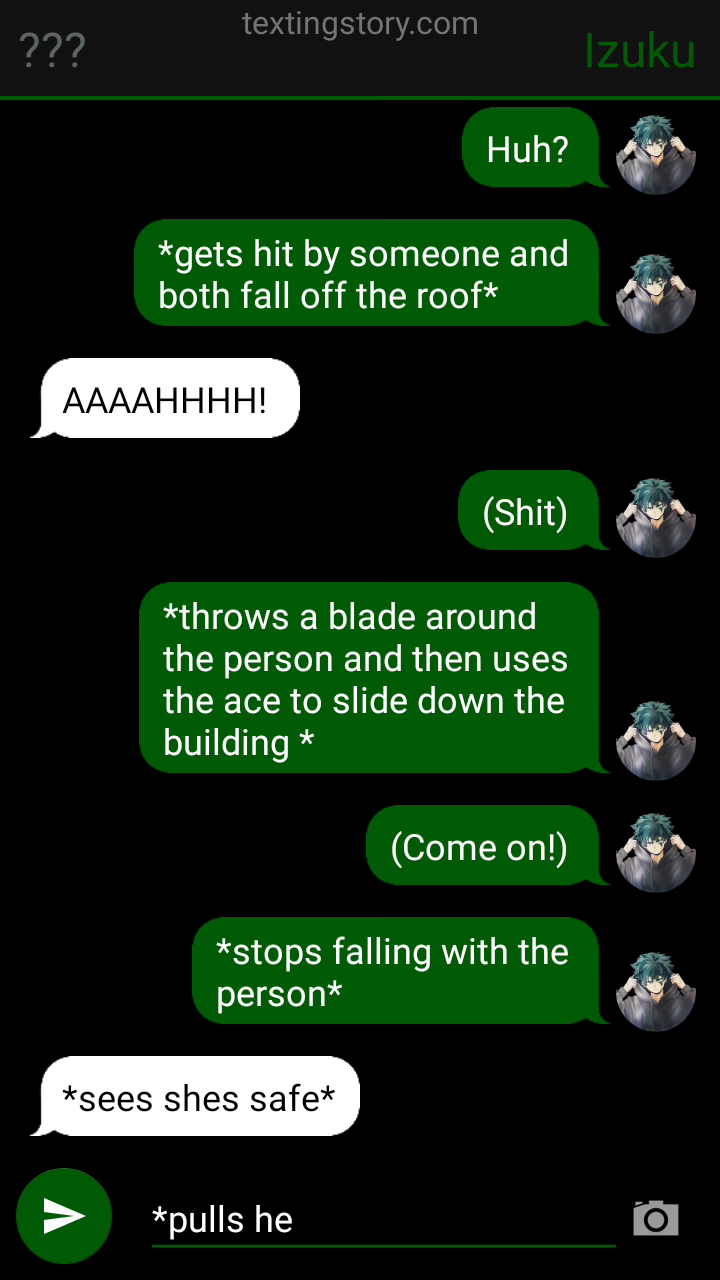 textingstory.com
???
Izuku
Huh?
*gets hit by someone and
both fall off the roof*
AAAAHHHH!
(Shit)
*throws a blade around
the person and then uses
the ace to slide down the
building *
(Come on!)
*stops falling with the
person*
*sees shes safe*
*pulls he